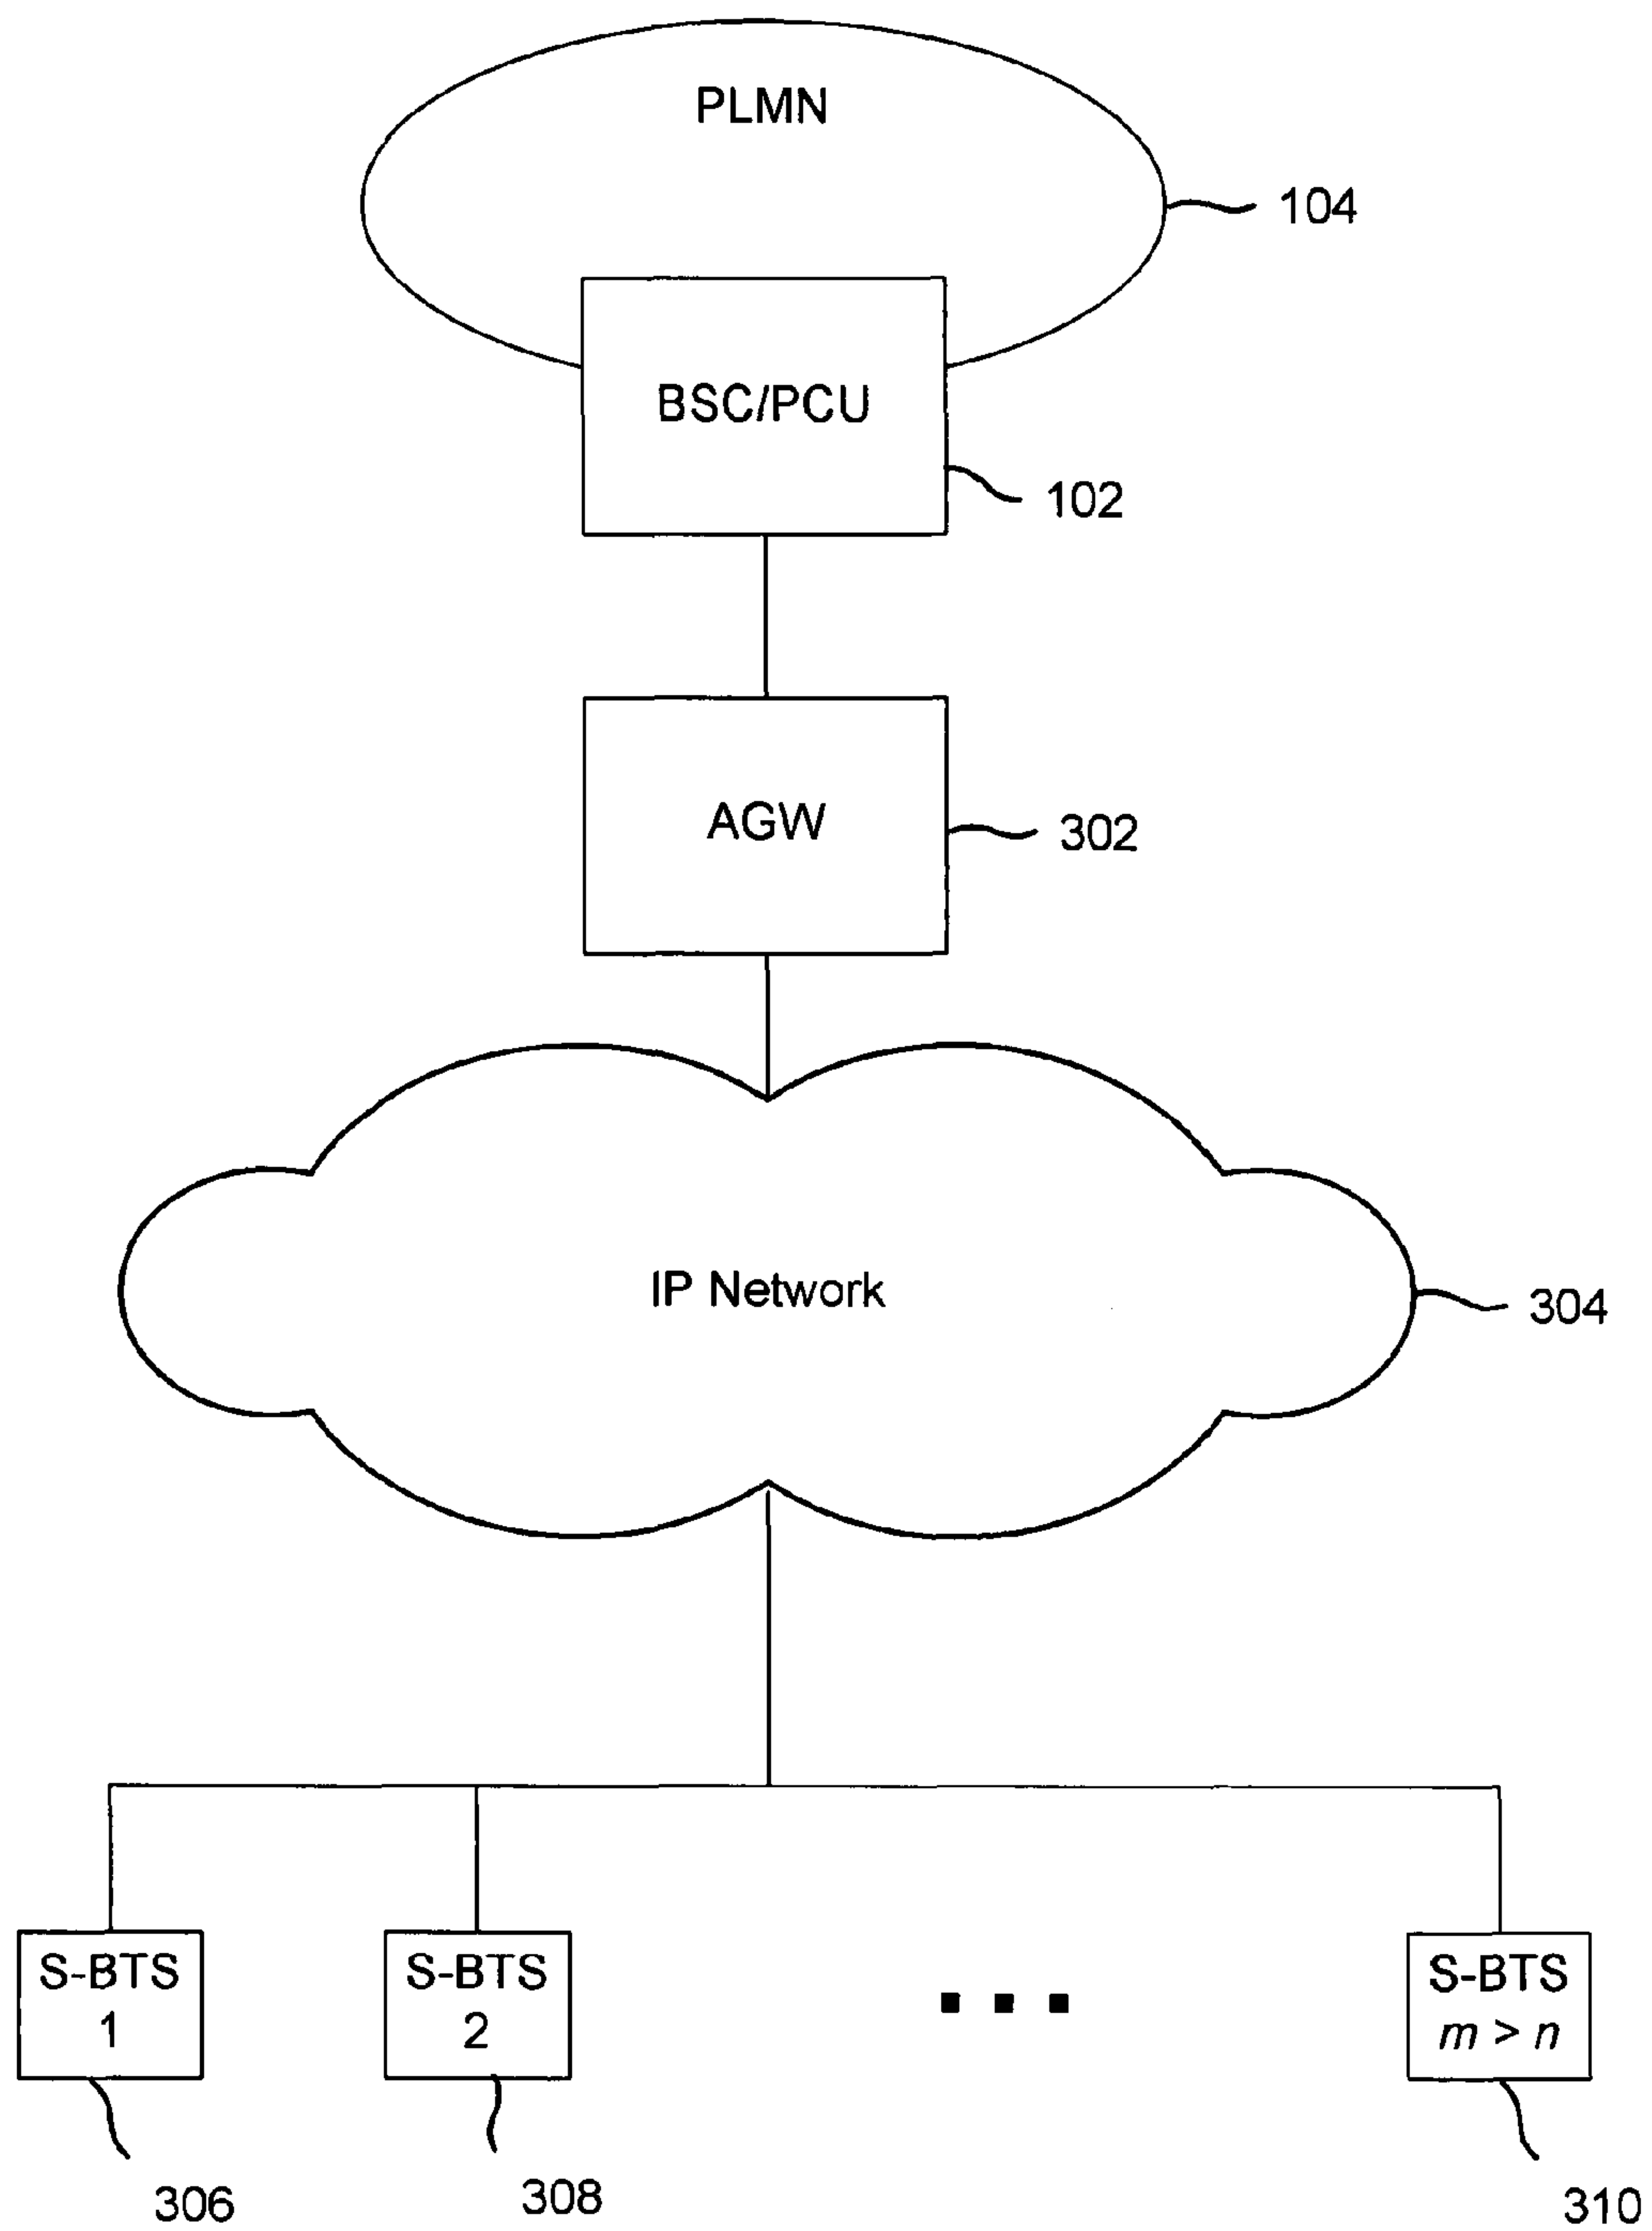 PLMN
104
BSC/PCU
102
AGW
302
IP Network
304
S-BTS
1
S-BTS
2
S-BTS
m > n
306
308
310